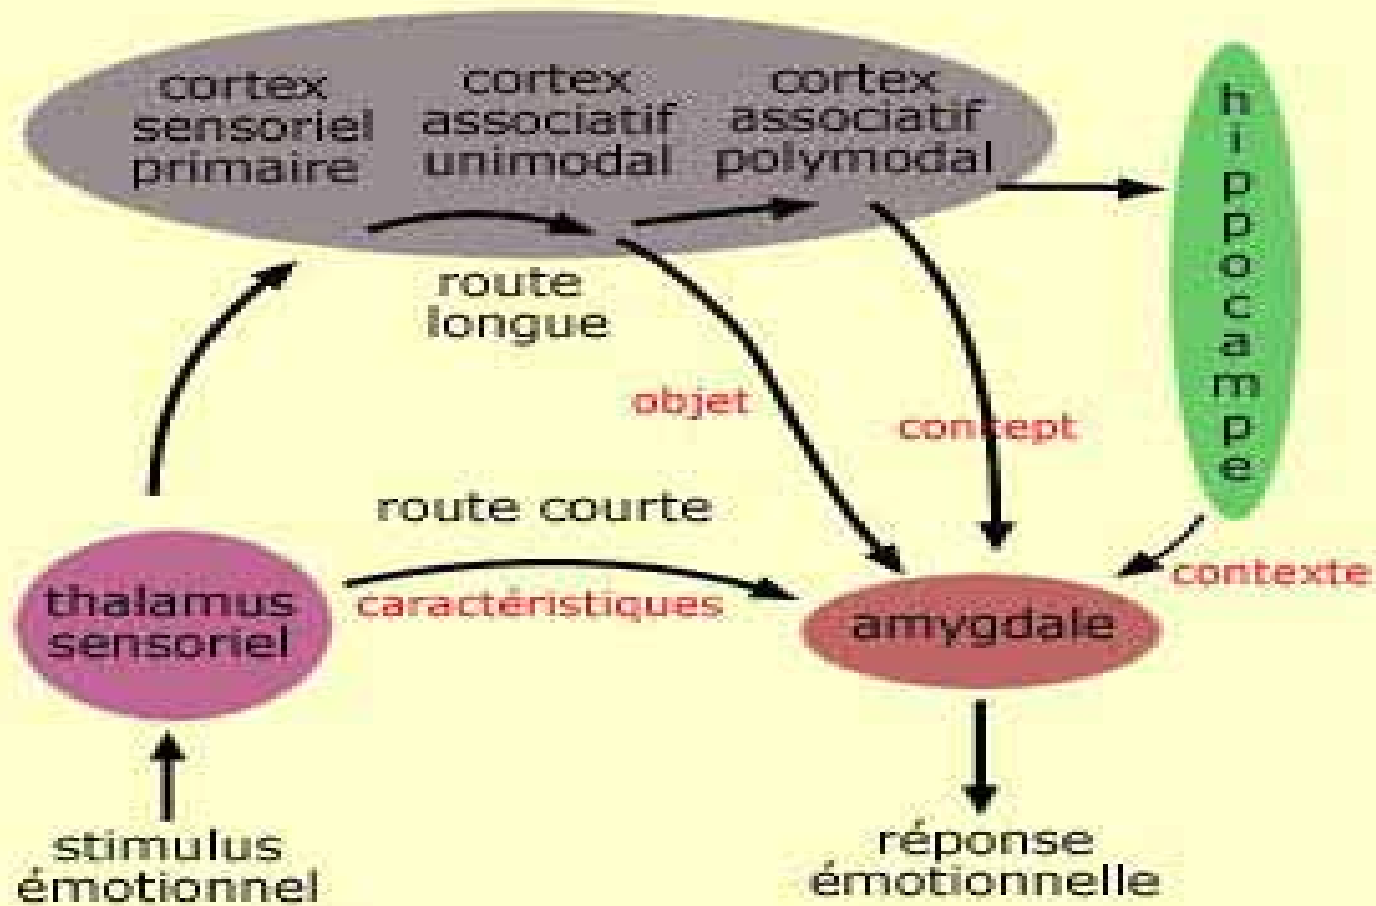 cortex
sensoriel
primaire
cortex
associatif
unimodal
cortex
associatif
polymodal
hippocampe
route
longue
objet
concept
route courte
caractéristiques
contexte
thalamus
sensoriel
amygdale
stimulus
émotionnel
réponse
émotionnelle